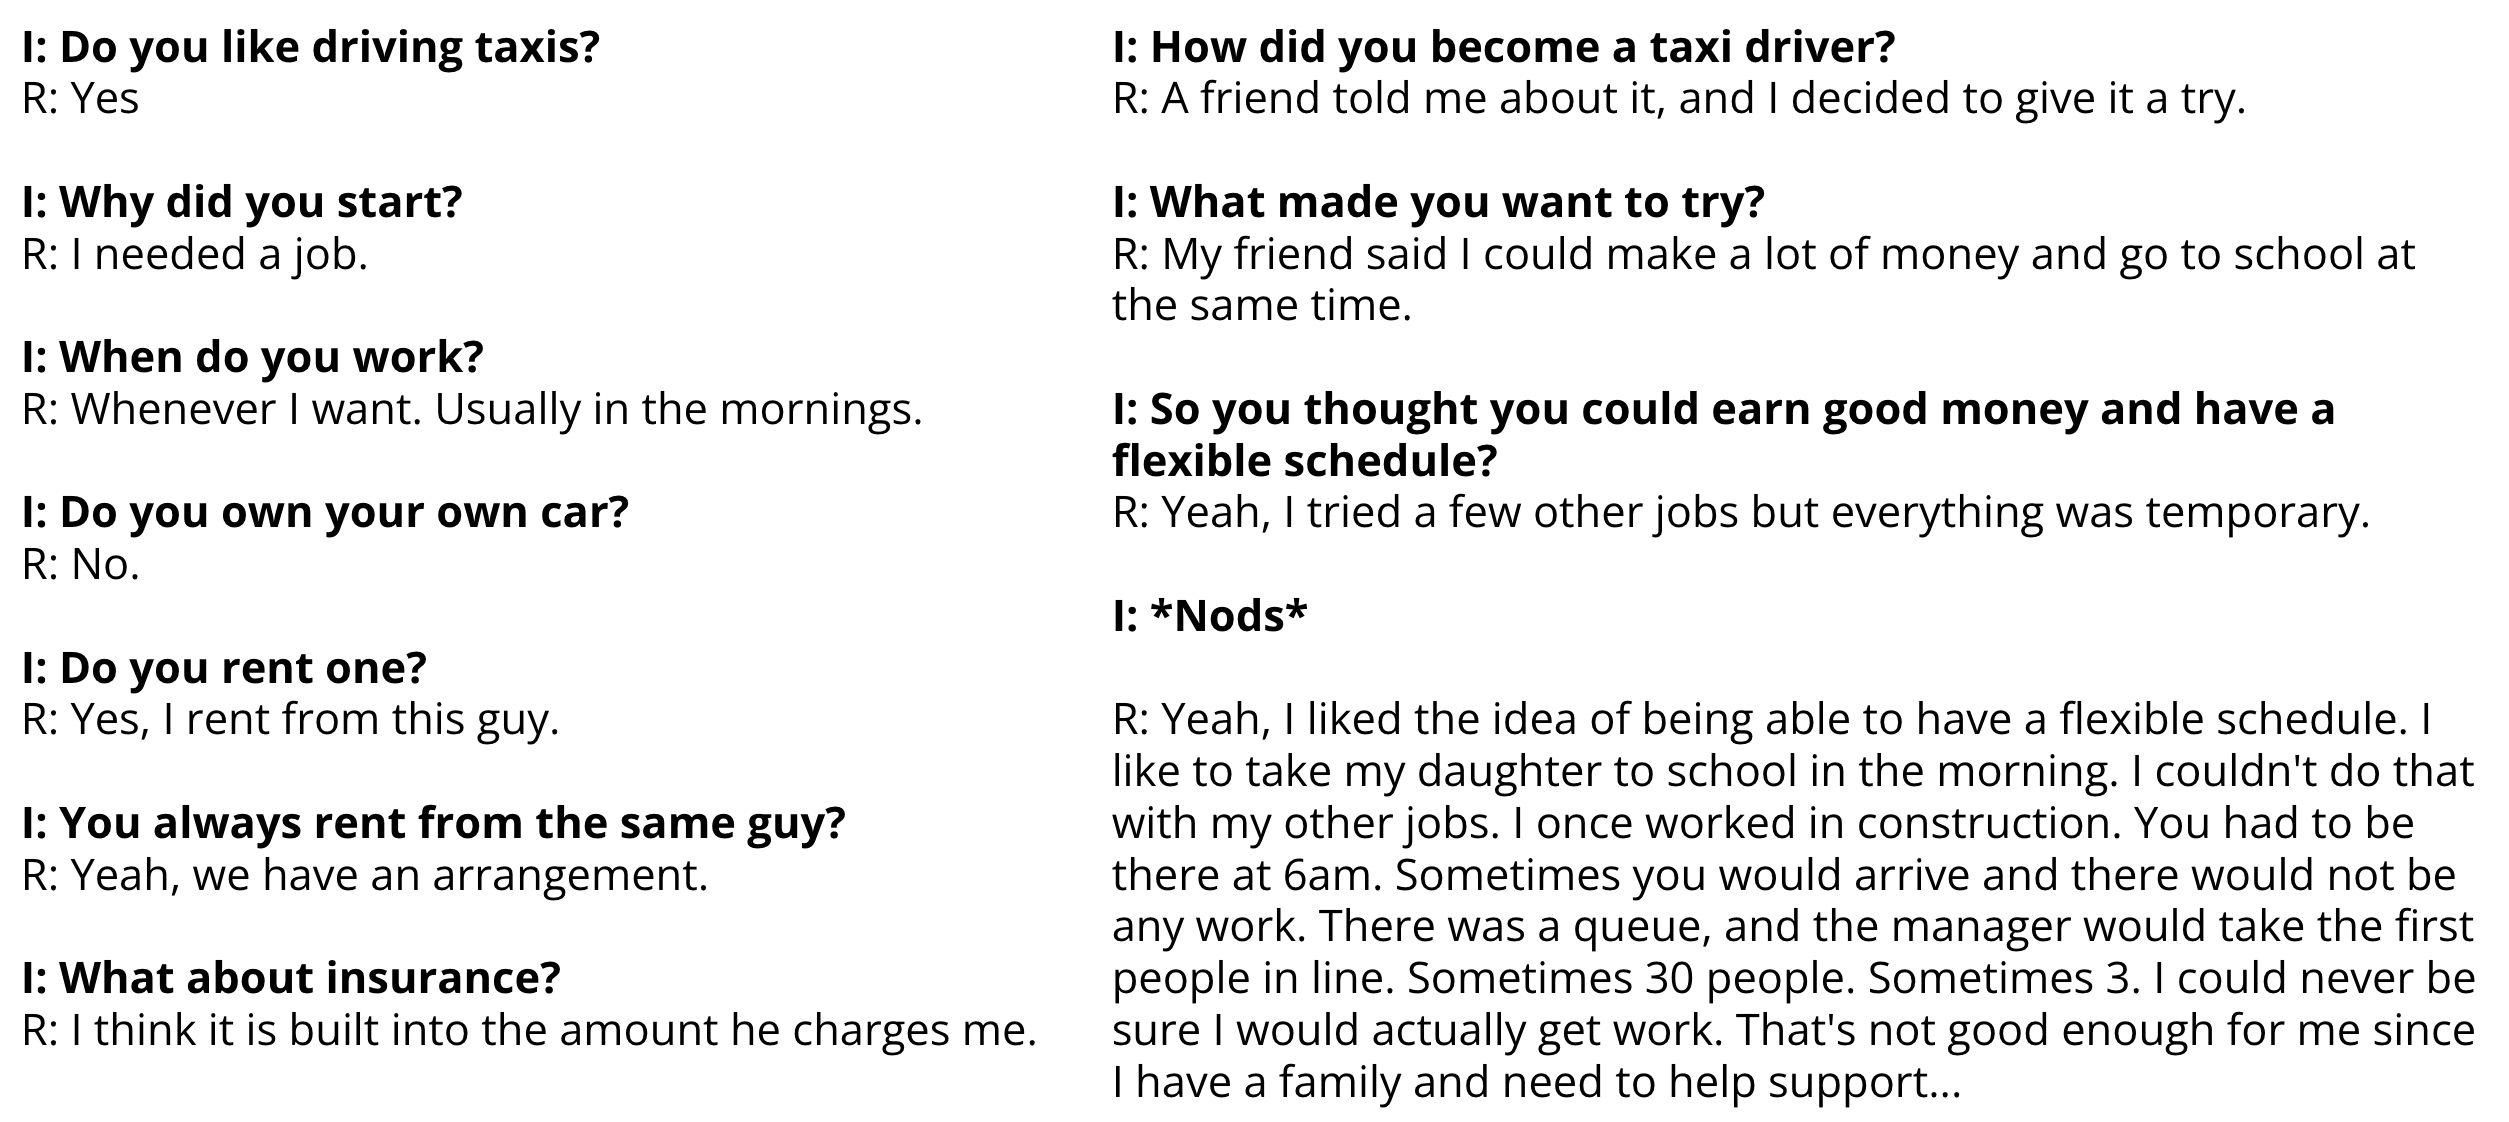 I: Do you like driving taxis?
R: Yes
I: Why did you start?
R: I needed a job.
I: When do you work?
R: Whenever I want. Usually in the mornings.
I: Do you own your own car?
R: No.
I: Do you rent one?
R: Yes, I rent from this guy.
I: You always rent from the same guy?
R: Yeah, we have an arrangement.
I: What about insurance?
R: I think it is built into the amount he charges me.
I: How did you become a taxi driver?
R: A friend told me about it, and I decided to give it a try.
I: What made you want to try?
R: My friend said I could make a lot of money and go to school at
the same time.
I: So you thought you could earn good money and have a
flexible schedule?
R: Yeah, I tried a few other jobs but everything was temporary.
I: *Nods*
R: Yeah, I liked the idea of being able to have a flexible schedule. I
like to take my daughter to school in the morning. I couldn't do that
with my other jobs. I once worked in construction. You had to be
there at 6am. Sometimes you would arrive and there would not be
any work. There was a queue, and the manager would take the first
people in line. Sometimes 30 people. Sometimes 3. I could never be
sure I would actually get work. That's not good enough for me since
I have a family and need to help support...